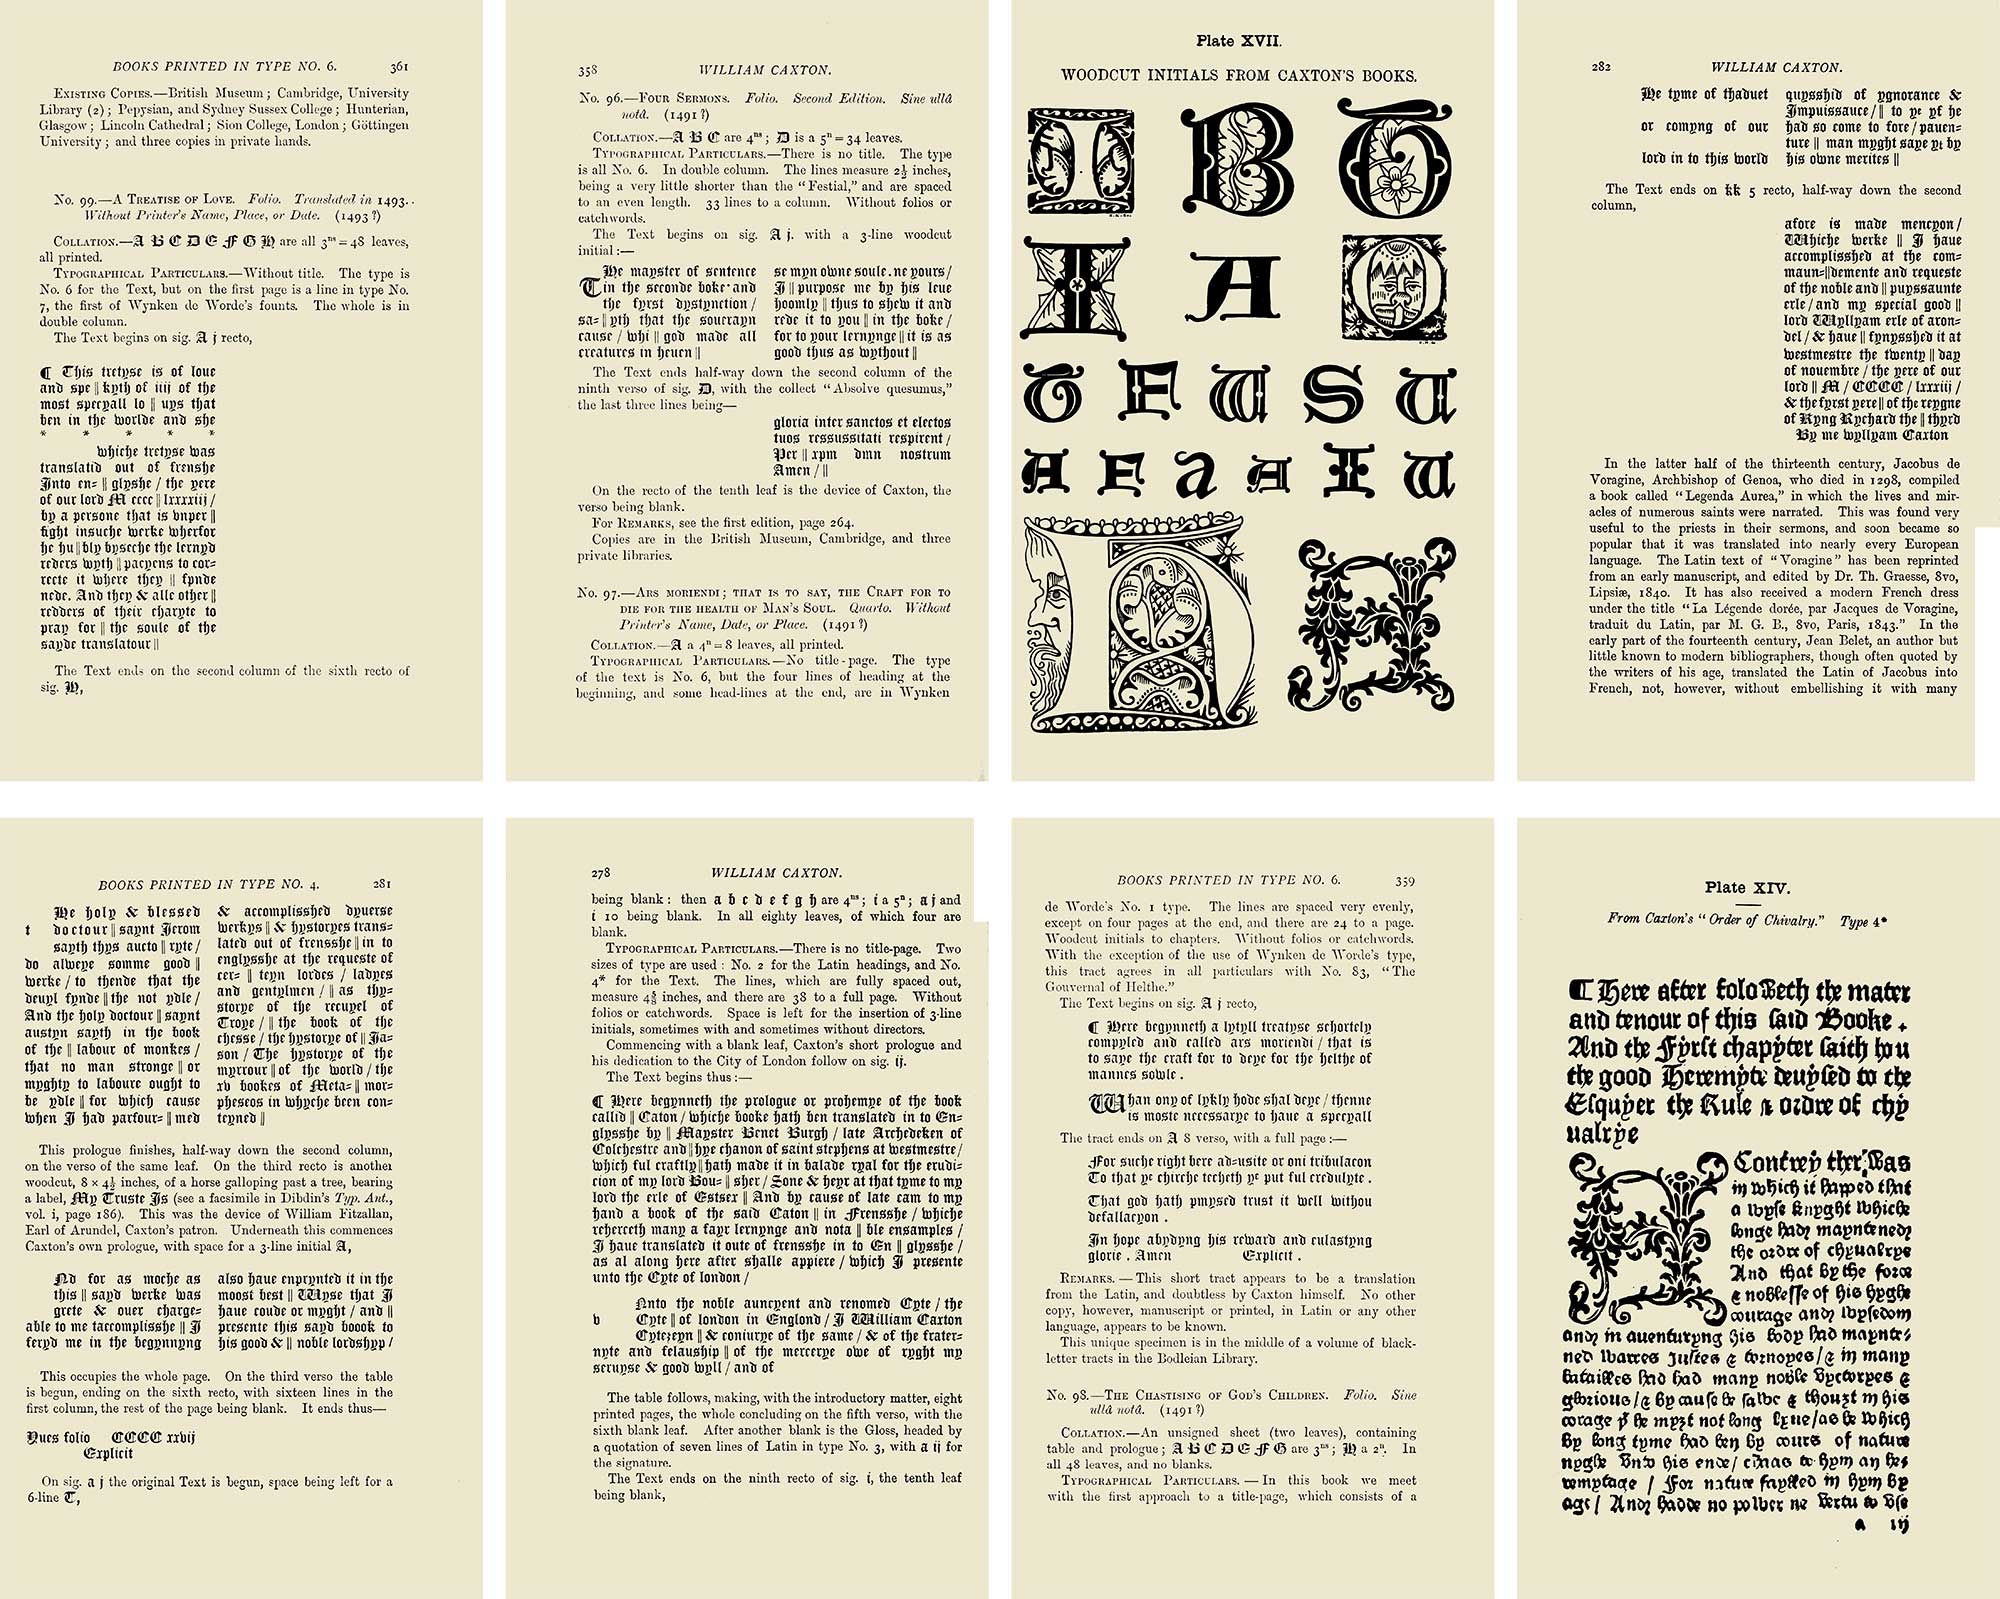 BOOKS PRINTED IN TYPE NO. 6. 361
EXISTING COPIES.—British Museum; Cambridge, University
Library (2); Pepysian, and Sydney Sussex College; Hunterian,
Glasgow; Lincoln Cathedral; Sion College, London; Göttingen
University; and three copies in private hands.
No. 99.—A TREATISE OF LOVE. Folio. Translated in 1493.
Without Printer's Name, Place, or Date. (1493?)
COLLATION.—A B C D E F G H are all 3ns = 48 leaves,
all printed.
TYPOGRAPHICAL PARTICULARS.—Without title. The type is
No. 6 for the Text, but on the first page is a line in type No.
7, the first of Wynken de Worde's founts. The whole is in
double column.
The Text begins on sig. A j recto,
¶ This tretyse is of loue
and spe || kyth of iiii of the
most specyall lo || uys that
ben in the worlde and she
* * * * *
whiche tretyse was
translatid out of frenshe
Into en= || glyshe / the yere
of our lord M cccc || lxxxxiij /
by a persone that is vnper ||
fight insuche werke wherfor
he hu || bly byseche the lernyd
reders wyth || pacyens to cor=
recte it where they || fynde
nede. And they & alle other ||
redders of their charyte to
pray for || the soule of the
sayde translatour ||
The Text ends on the second column of the sixth recto of
sig. H,
358 WILLIAM CAXTON.
No. 96.—FOUR SERMONS. Folio. Second Edition. Sine ullâ
notâ. (1491?)
COLLATION.—A B C are 4ns; D is a 5n = 34 leaves.
TYPOGRAPHICAL PARTICULARS.—There is no title. The type
is all No. 6. In double column. The lines measure 2½ inches,
being a very little shorter than the "Festial," and are spaced
to an even length. 33 lines to a column. Without folios or
catchwords.
The Text begins on sig. A j. with a 3-line woodcut
initial:—
The mayster of sentence
in the seconde boke and
the fyrst dystynction /
sa= || yth that the souerayn
cause / whi || god made all
creatures in heuen ||
se myn owne soule. ne yours /
I || purpose me by his leue
hoomly || thus to shew it and
rede it to you || in the boke /
for to your lernynge || it is as
good thus as wythout ||
The Text ends half-way down the second column of the
ninth verso of sig. D, with the collect "Absolve quesumus,"
the last three lines being—
gloria inter sanctos et electos
tuos ressussitati respirent /
Per || xpm dmn nostrum
Amen / ||
On the recto of the tenth leaf is the device of Caxton, the
verso being blank.
For REMARKS, see the first edition, page 264.
Copies are in the British Museum, Cambridge, and three
private libraries.
No. 97.—ARS MORIENDI; THAT IS TO SAY, THE CRAFT FOR TO
DIE FOR THE HEALTH OF MAN'S SOUL. Quarto. Without
Printer's Name, Date, or Place. (1491?)
COLLATION.—A a 4n = 8 leaves, all printed.
TYPOGRAPHICAL PARTICULARS.—No title-page. The type
of the text is No. 6, but the four lines of heading at the
beginning, and some head-lines at the end, are in Wynken
Plate XVII.
WOODCUT INITIALS FROM CAXTON'S BOOKS.
I B T
I A O
T E W S U
A E a A I W
A
282 WILLIAM CAXTON.
He tyme of thaduet
or comyng of our
lord in to this world
quysshid of ygnorance &
Impuissauce / || to ye yf he
had so come to fore / pauen=
ture || man myght saye yt by
his owne merites ||
The Text ends on kk 5 recto, half-way down the second
column,
afore is made mencyon /
Whiche werke || I haue
accomplisshed at the com=
maun= || demente and requeste
of the noble and || puyssaunte
erle / and my special good ||
lord Wyllyam erle of aron=
del / & haue || fynysshed it at
westmestre the twenty || day
of nouembre / the yere of our
lord || M / CCCC / lxxxiij /
& the fyrst yere || of the reygne
of Kyng Rychard the || thyrd
By me wyllyam Caxton
In the latter half of the thirteenth century, Jacobus de
Voragine, Archbishop of Genoa, who died in 1298, compiled
a book called "Legenda Aurea," in which the lives and mir-
acles of numerous saints were narrated. This was found very
useful to the priests in their sermons, and soon became so
popular that it was translated into nearly every European
language. The Latin text of "Voragine" has been reprinted
from an early manuscript, and edited by Dr. Th. Graesse, 8vo,
Lipsiæ, 1840. It has also received a modern French dress
under the title "La Légende dorée, par Jacques de Voragine,
traduit du Latin, par M. G. B., 8vo, Paris, 1843." In the
early part of the fourteenth century, Jean Belet, an author but
little known to modern bibliographers, though often quoted by
the writers of his age, translated the Latin of Jacobus into
French, not, however, without embellishing it with many
BOOKS PRINTED IN TYPE NO. 4. 281
He holy & blessed
t doctour || saynt Jerom
sayth thys aucto || ryte /
do alweye somme good ||
werke / to thende that the
deuyl fynde || the not ydle /
And the holy doctour || saynt
austyn sayth in the book
of the || labour of monkes /
that no man stronge || or
myghty to laboure ought to
be ydle || for which cause
when I had parfour= || med
& accomplisshed dyuerse
werkys || & hystoryes trans=
lated out of frensshe || in to
englysshe at the requeste of
cer= || teyn lordes / ladyes
and gentylmen / || as thy=
storye of the recuyel of
Troye / || the book of the
chesse / the hystorye of || Ja=
son / The hystorye of the
myrrour || of the world / the
xv bookes of Meta= || mor=
pheseos in whyche been con=
teyned ||
This prologue finishes, half-way down the second column,
on the verso of the same leaf. On the third recto is another
woodcut, 8 × 4½ inches, of a horse galloping past a tree, bearing
a label, My Truste Is (see a facsimile in Dibdin's Typ. Ant.,
vol. i, page 186). This was the device of William Fitzallan,
Earl of Arundel, Caxton's patron. Underneath this commences
Caxton's own prologue, with space for a 3-line initial A,
Nd for as moche as
this || sayd werke was
grete & ouer charge=
able to me taccomplisshe || I
feryd me in the begynnyng
also haue enprynted it in the
moost best || Wyse that I
haue coude or myght / and ||
presente this sayd boook to
his good & || noble lordshyp /
This occupies the whole page. On the third verso the table
is begun, ending on the sixth recto, with sixteen lines in the
first column, the rest of the page being blank. It ends thus—
Yues folio CCCC xxvij
Explicit
On sig. a j the original Text is begun, space being left for a
6-line T,
278 WILLIAM CAXTON.
being blank: then a b c d e f g h are 4ns; i a 5n; a j and
i 10 being blank. In all eighty leaves, of which four are
blank.
TYPOGRAPHICAL PARTICULARS.—There is no title-page. Two
sizes of type are used: No. 2 for the Latin headings, and No.
4* for the Text. The lines, which are fully spaced out,
measure 4⅞ inches, and there are 38 to a full page. Without
folios or catchwords. Space is left for the insertion of 3-line
initials, sometimes with and sometimes without directors.
Commencing with a blank leaf, Caxton's short prologue and
his dedication to the City of London follow on sig. ij.
The Text begins thus:—
¶ Here begynneth the prologue or prohemye of the book
callid || Caton / whiche booke hath ben translated in to En=
glysshe by || Mayster Benet Burgh / late Archedeken of
Colchestre and || hye chanon of saint stephens at westmestre /
which ful craftly || hath made it in balade ryal for the erudi=
cion of my lord Bou= || sher / Sone & heyr at that tyme to my
lord the erle of Estsex || And by cause of late cam to my
hand a book of the said Caton || in Frensshe / whiche
reherceth many a fayr lernynge and nota || ble ensamples /
I haue translated it oute of frensshe in to En || glysshe /
as al along here after shalle appiere / which I presente
unto the Cyte of london /
Nnto the noble auncyent and renomed Cyte / the
v Cyte || of london in Englond / I William Caxton
Cytezeyn || & coniurye of the same / & of the frater=
nyte and felauship || of the mercerye owe of ryght my
seruyse & good wyll / and of
The table follows, making, with the introductory matter, eight
printed pages, the whole concluding on the fifth verso, with the
sixth blank leaf. After another blank is the Gloss, headed by
a quotation of seven lines of Latin in type No. 3, with a ij for
the signature.
The Text ends on the ninth recto of sig. i, the tenth leaf
being blank,
BOOKS PRINTED IN TYPE NO. 6. 359
de Worde's No. 1 type. The lines are spaced very evenly,
except on four pages at the end, and there are 24 to a page.
Woodcut initials to chapters. Without folios or catchwords.
With the exception of the use of Wynken de Worde's type,
this tract agrees in all particulars with No. 83, "The
Gouvernal of Helthe."
The Text begins on sig. A j recto,
¶ Here begynneth a lytyll treatyse schortely
compyled and called ars moriendi / that is
to saye the craft for to deye for the helthe of
mannes sowle.
Whan ony of lykly hode shal deye / thenne
is moste necessarye to haue a specyall
The tract ends on A 8 verso, with a full page:—
For suche right here ad=usite or oni tribulacon
To that ye chirche techeth ye put ful credulyte.
That god hath pmysed trust it well withou
defallacyon.
In hope abydyng his reward and eulastyng
glorie. Amen Explicit.
REMARKS.—This short tract appears to be a translation
from the Latin, and doubtless by Caxton himself. No other
copy, however, manuscript or printed, in Latin or any other
language, appears to be known.
This unique specimen is in the middle of a volume of black-
letter tracts in the Bodleian Library.
No. 98.—THE CHASTISING OF GOD'S CHILDREN. Folio. Sine
ullâ notâ. (1491?)
COLLATION.—An unsigned sheet (two leaves), containing
table and prologue; A B C D E F G are 3ns; H a 2n. In
all 48 leaves, and no blanks.
TYPOGRAPHICAL PARTICULARS.—In this book we meet
with the first approach to a title-page, which consists of a
Plate XIV.
From Caxton's "Order of Chivalry." Type 4*
¶ Here after foloweth the mater
and tenour of this said Booke.
And the Fyrst chapyter saith hou
the good Heremyte deuysed to the
Esquyer the Rule & ordre of chy
ualrye
A Contrey ther was
in which it happed that
a wyse knyght whiche
longe had mayntened
the ordre of chyualrye
And that by the force
& noblesse of his hyghe
courage and wysedom
and in auenturyng his body had maynte=
ned warres Justes & tornoyes / & in many
batailles had had many noble vyctoryes &
glorious / & by cause he sawe & thouȝt in his
corage yt he myȝt not long lyue / as he which
by long tyme had ben by cours of nature
nyghe vnto his ende / chaas to hym an her
temytage / For nature faylled in hym by
age / And hadde no power ne vertu to vse
a iij